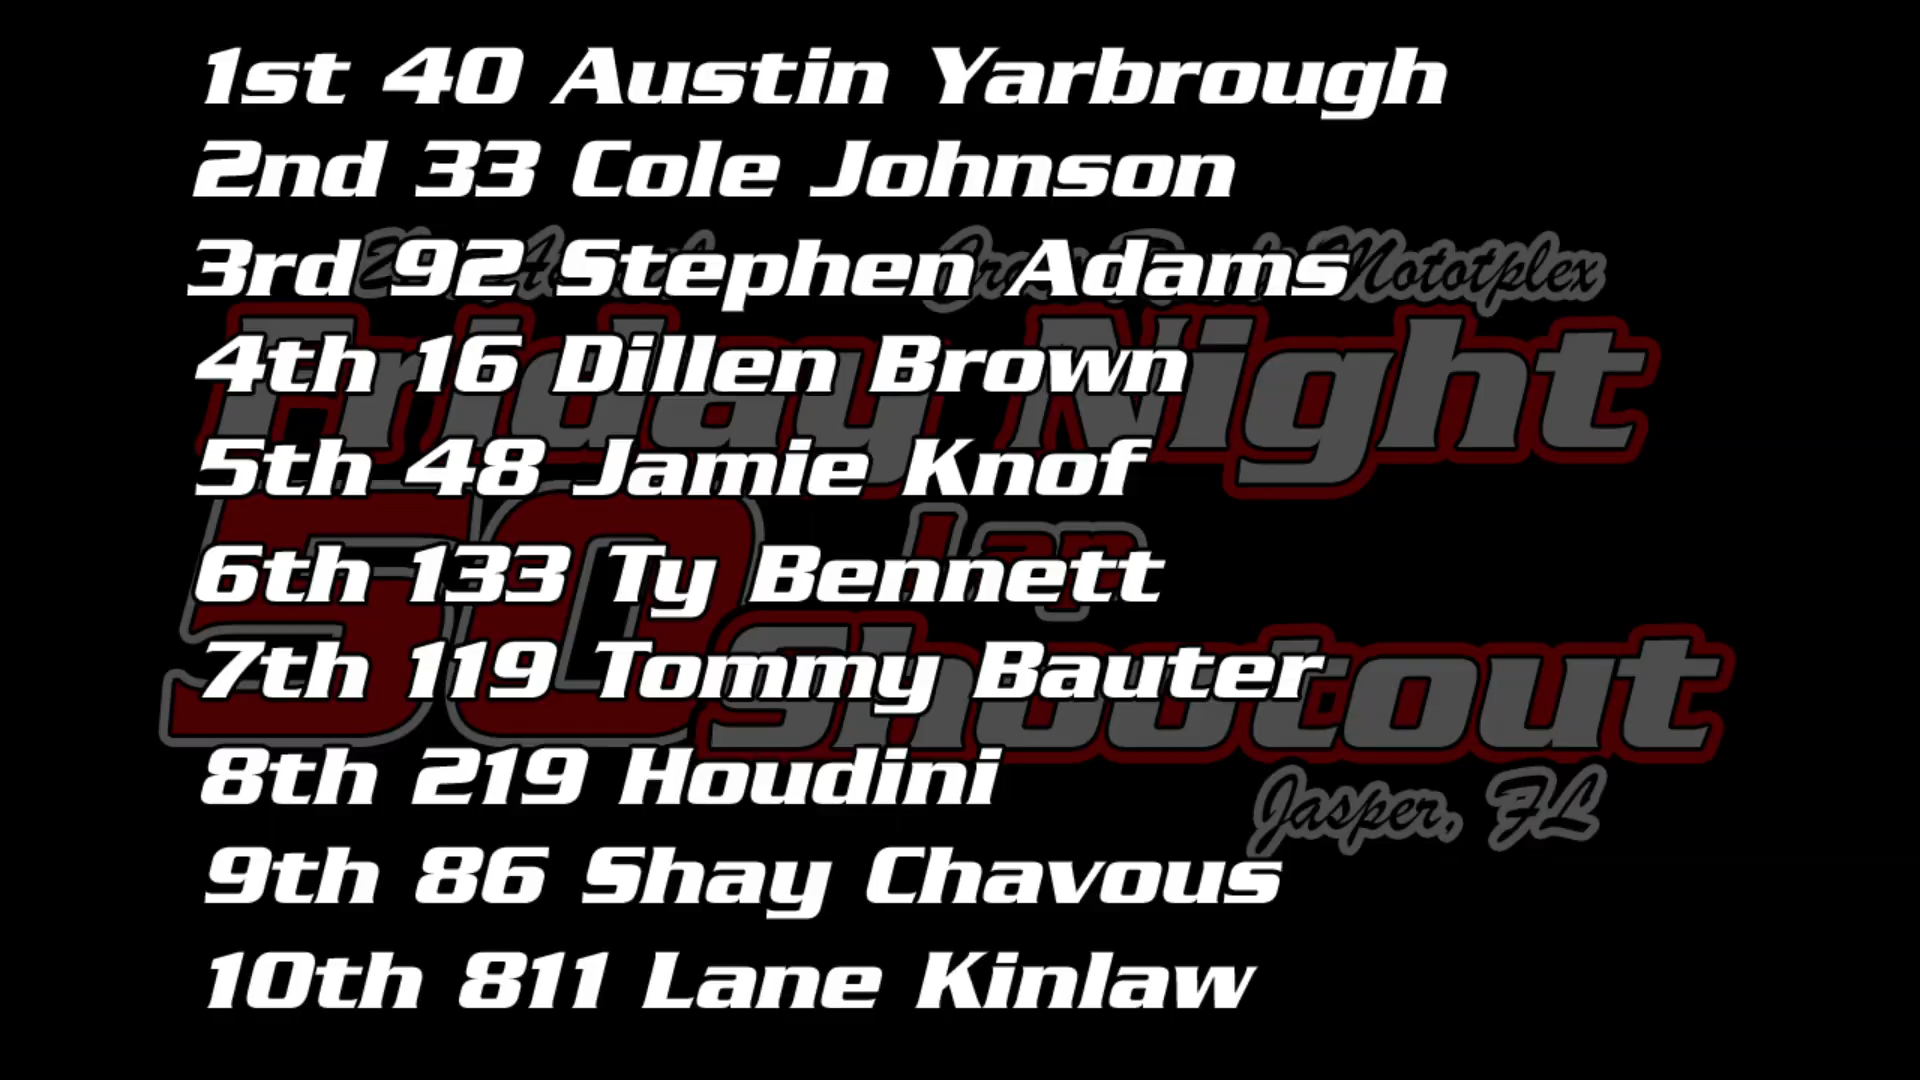 1st 40 Austin Yarbrough
2nd 33 Cole Johnson
3rd 92 Stephen Adams
Mototplex
4th 16 Dillen Brown
Friday Night
5th 48 Jamie Knof
50 Lap
6th 133 Ty Bennett
7th 119 Tommy Bauter
Shootout
8th 219 Houdini
Jasper, FL
9th 86 Shay Chavous
10th 811 Lane Kinlaw